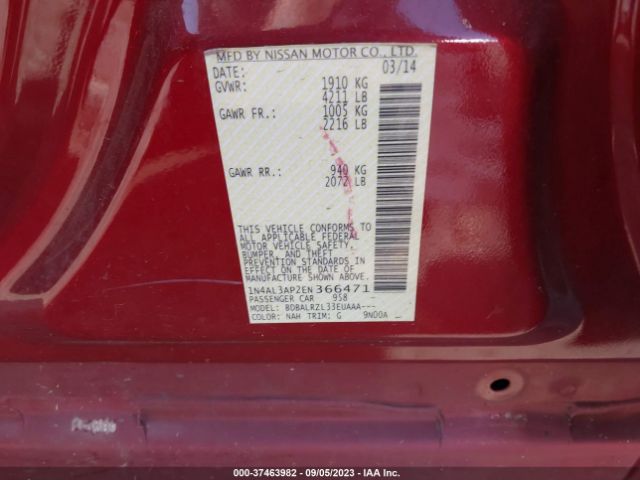 MFD BY NISSAN MOTOR CO., LTD.
DATE: 03/14
GVWR: 1910 KG
4211 LB
GAWR FR.: 1005 KG
2216 LB
GAWR RR.: 940 KG
2072 LB
THIS VEHICLE CONFORMS TO
ALL APPLICABLE FEDERAL
MOTOR VEHICLE SAFETY,
BUMPER, AND THEFT
PREVENTION STANDARDS IN
EFFECT ON THE DATE OF
MANUFACTURE SHOWN ABOVE.
1N4AL3AP2EN366471
PASSENGER CAR 958
MODEL: BDBALRZL33EUAAA---
COLOR: NAH TRIM: G 9N00A
000-37463982 - 09/05/2023 - IAA Inc.